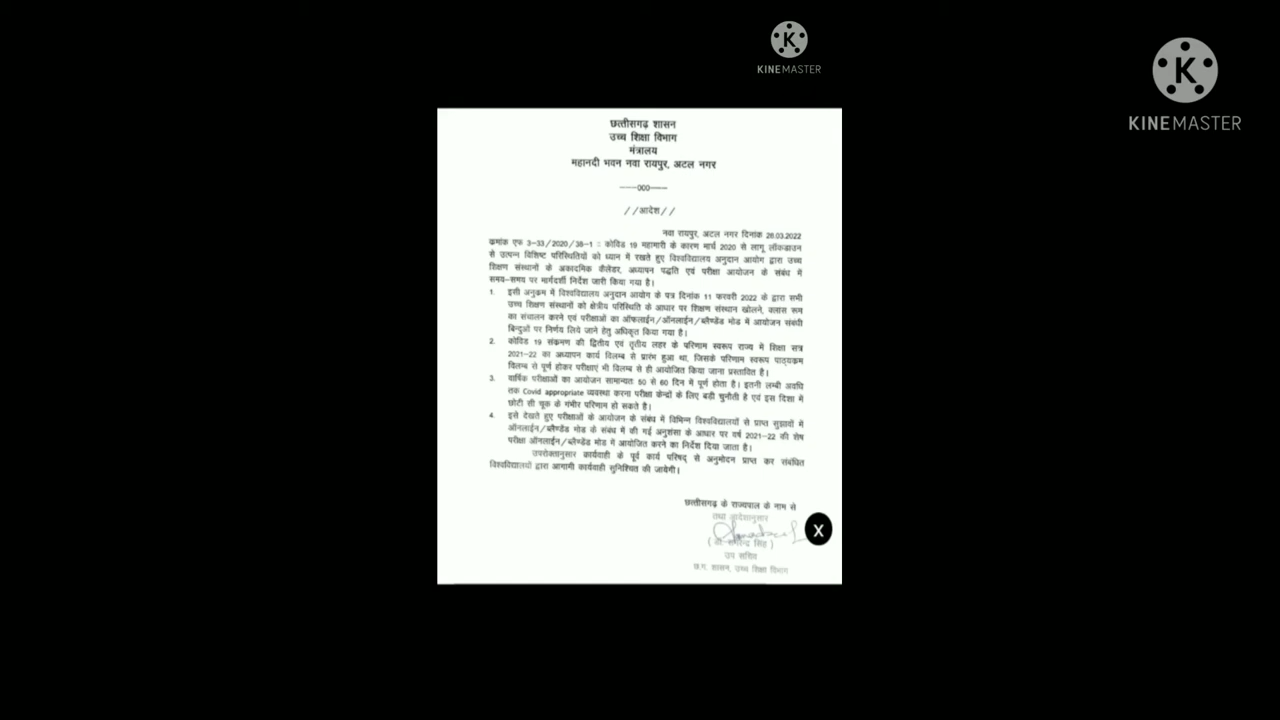 KINEMASTER
KINEMASTER
छत्तीसगढ़ शासन
उच्च शिक्षा विभाग
मंत्रालय
महानदी भवन नवा रायपुर, अटल नगर
——000——
//आदेश//
नवा रायपुर, अटल नगर दिनांक 28.03.2022
क्रमांक एफ 3-33/2020/38-1 :: कोविड 19 महामारी के कारण मार्च 2020 से लागू लॉकडाउन
से उत्पन्न विशिष्ट परिस्थितियों को ध्यान में रखते हुए विश्वविद्यालय अनुदान आयोग द्वारा उच्च
शिक्षण संस्थानों के अकादमिक कैलेंडर, अध्यापन पद्धति एवं परीक्षा आयोजन के संबंध में
समय-समय पर मार्गदर्शी निर्देश जारी किया गया है।
1. इसी अनुक्रम में विश्वविद्यालय अनुदान आयोग के पत्र दिनांक 11 फरवरी 2022 के द्वारा सभी
उच्च शिक्षण संस्थानों को क्षेत्रीय परिस्थिति के आधार पर शिक्षण संस्थान खोलने, क्लास रूम
का संचालन करने एवं परीक्षाओं का ऑफलाईन/ऑनलाईन/ब्लैण्डेड मोड में आयोजन संबंधी
बिन्दुओं पर निर्णय लिये जाने हेतु अधिकृत किया गया है।
2. कोविड 19 संक्रमण की द्वितीय एवं तृतीय लहर के परिणाम स्वरूप राज्य में शिक्षा सत्र
2021-22 का अध्यापन कार्य विलम्ब से प्रारंभ हुआ था, जिसके परिणाम स्वरूप पाठ्यक्रम
विलम्ब से पूर्ण होकर परीक्षाएं भी विलम्ब से ही आयोजित किया जाना प्रस्तावित है।
3. वार्षिक परीक्षाओं का आयोजन सामान्यतः 50 से 60 दिन में पूर्ण होता है। इतनी लम्बी अवधि
तक Covid appropriate व्यवस्था करना परीक्षा केन्द्रों के लिए बड़ी चुनौती हे एवं इस दिशा में
छोटी सी चूक के गंभीर परिणाम हो सकते है।
4. इसे देखते हुए परीक्षाओं के आयोजन के संबंध में विभिन्न विश्वविद्यालयों से प्राप्त सुझावों में
ऑनलाईन/ब्लैण्डेड मोड के संबंध में की गई अनुशंसा के आधार पर वर्ष 2021-22 की शेष
परीक्षा ऑनलाईन/ब्लैण्डेड मोड में आयोजित करने का निर्देश दिया जाता है।
उपरोक्तानुसार कार्यवाही के पूर्व कार्य परिषद् से अनुमोदन प्राप्त कर संबंधित
विश्वविद्यालयों द्वारा आगामी कार्यवाही सुनिश्चित की जायेगी।
छत्तीसगढ़ के राज्यपाल के नाम से
तथा आदेशानुसार
X
सिंह)
उप सचिव
छ.ग. शासन, उच्च शिक्षा विभाग